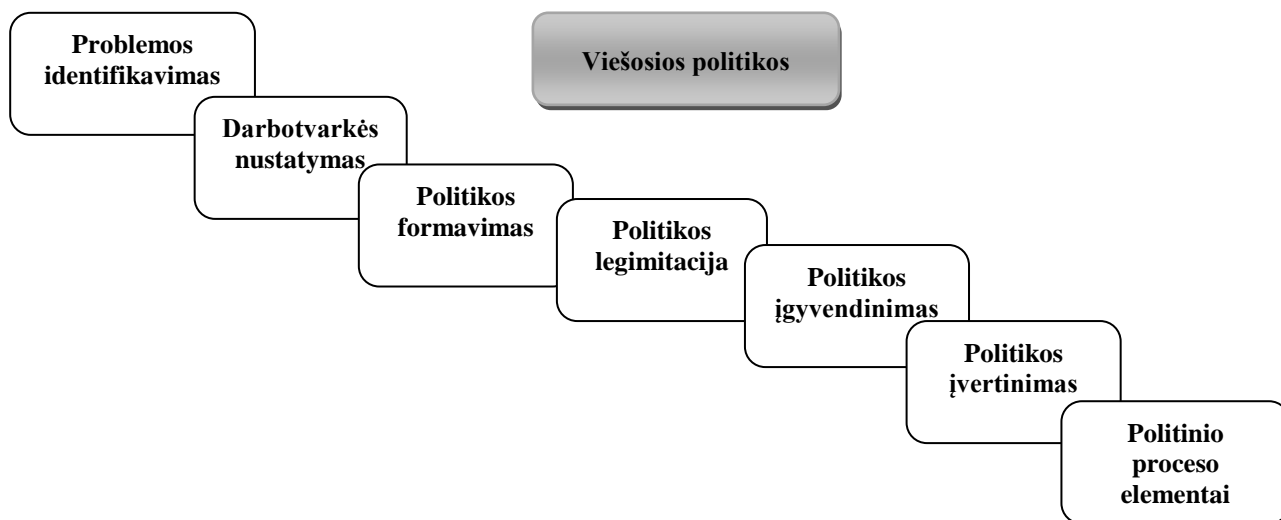 Problemos
identifikavimas
Viešosios politikos
Darbotvarkės
nustatymas
Politikos
formavimas
Politikos
legimitacija
Politikos
įgyvendinimas
Politikos
įvertinimas
Politinio
proceso
elementai